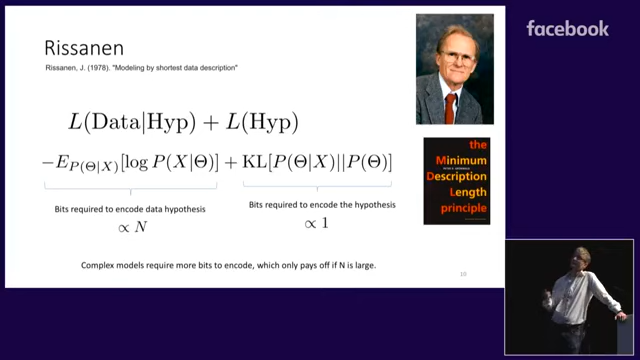 facebook
Rissanen
Rissanen, J. (1978). "Modeling by shortest data description"
L(Data|Hyp) + L(Hyp)
−E_{P(Θ|X)}[log P(X|Θ)] + KL[P(Θ|X)||P(Θ)]
Bits required to encode data hypothesis
∝ N
Bits required to encode the hypothesis
∝ 1
Complex models require more bits to encode, which only pays off if N is large.
10
the
Minimum
Description
Length
principle